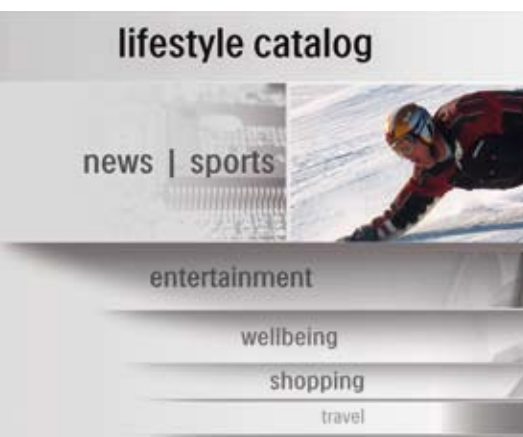 lifestyle catalog
news | sports
entertainment
wellbeing
shopping
travel